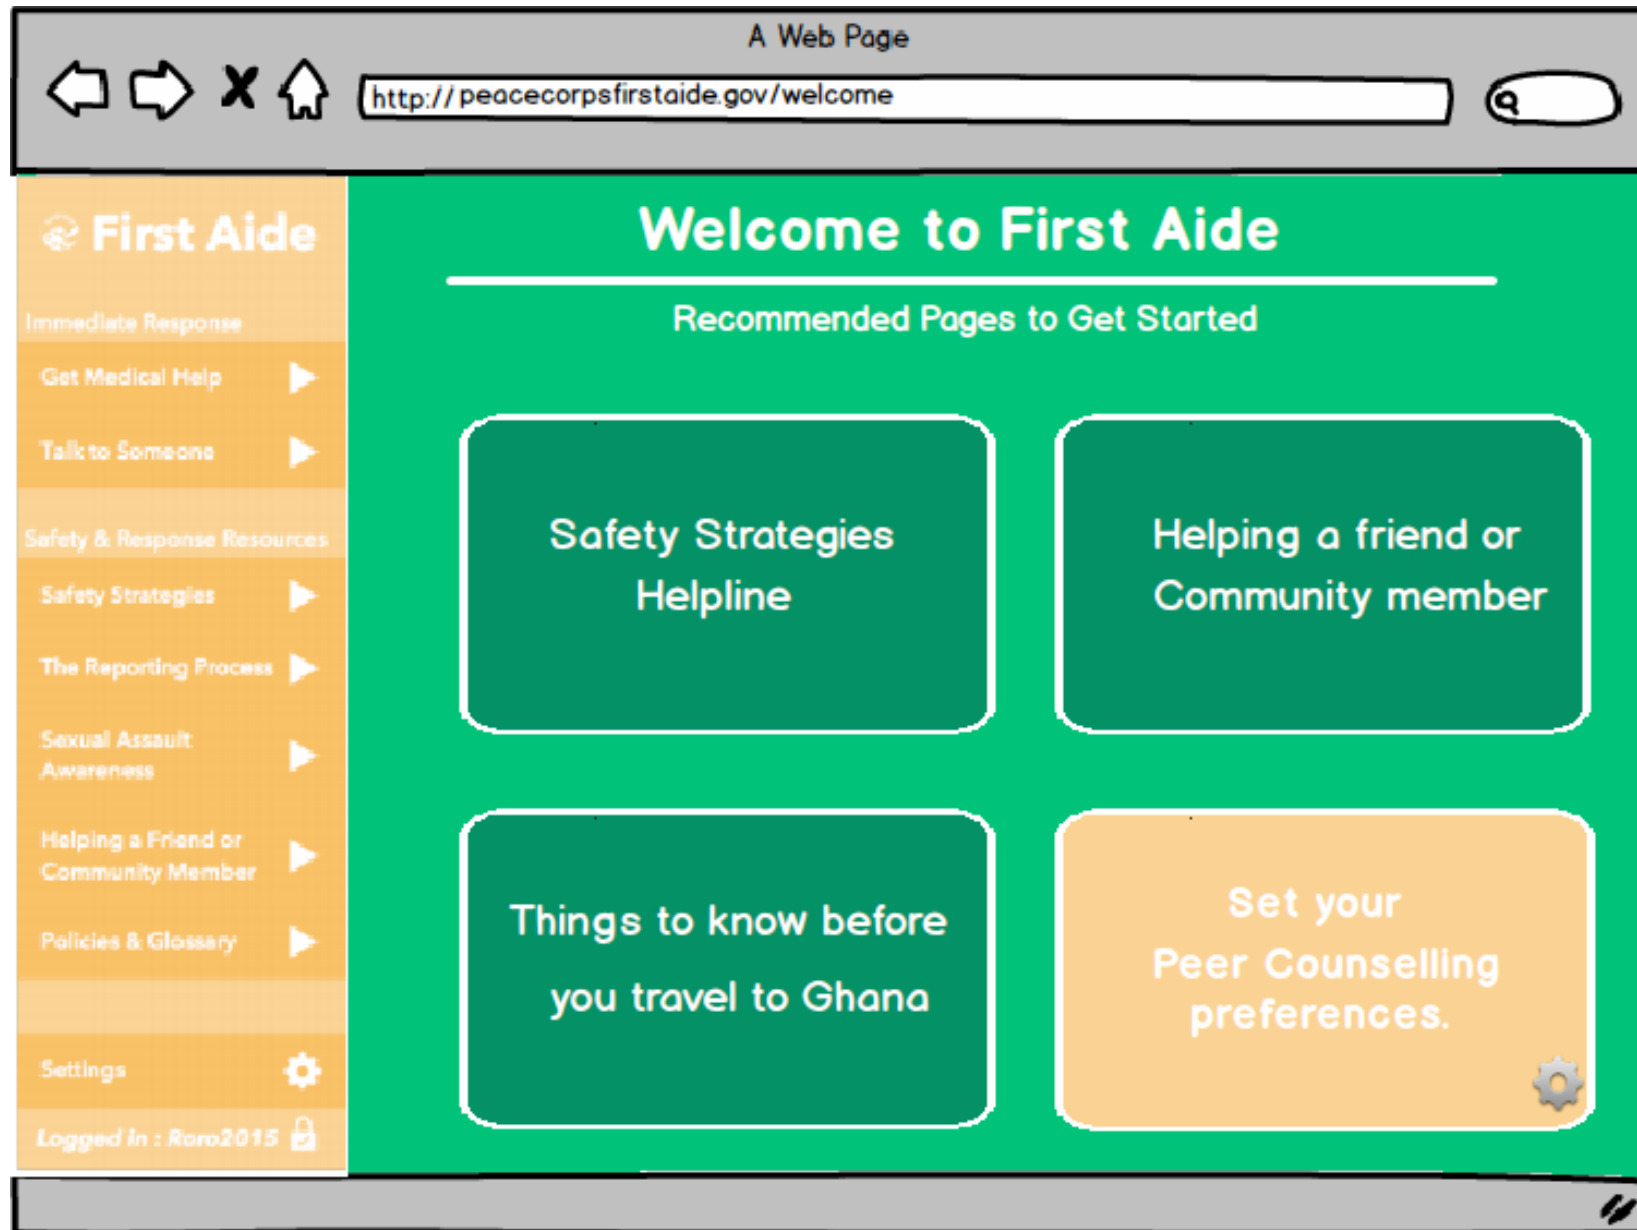 A Web Page
http:// peacecorpsfirstaide.gov/welcome
First Aide
Immediate Response
Get Medical Help
Talk to Someone
Safety & Response Resources
Safety Strategies
The Reporting Process
Sexual Assault
Awareness
Helping a Friend or
Community Member
Policies & Glossary
Settings
Logged in : Roro2015
Welcome to First Aide
Recommended Pages to Get Started
Safety Strategies
Helpline
Helping a friend or
Community member
Things to know before
you travel to Ghana
Set your
Peer Counselling
preferences.